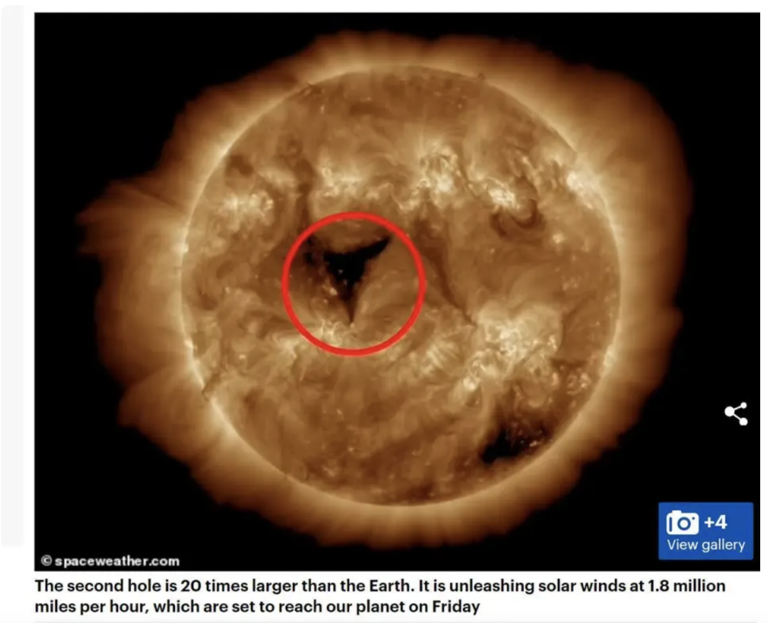 +4
View gallery
© spaceweather.com
The second hole is 20 times larger than the Earth. It is unleashing solar winds at 1.8 million
miles per hour, which are set to reach our planet on Friday